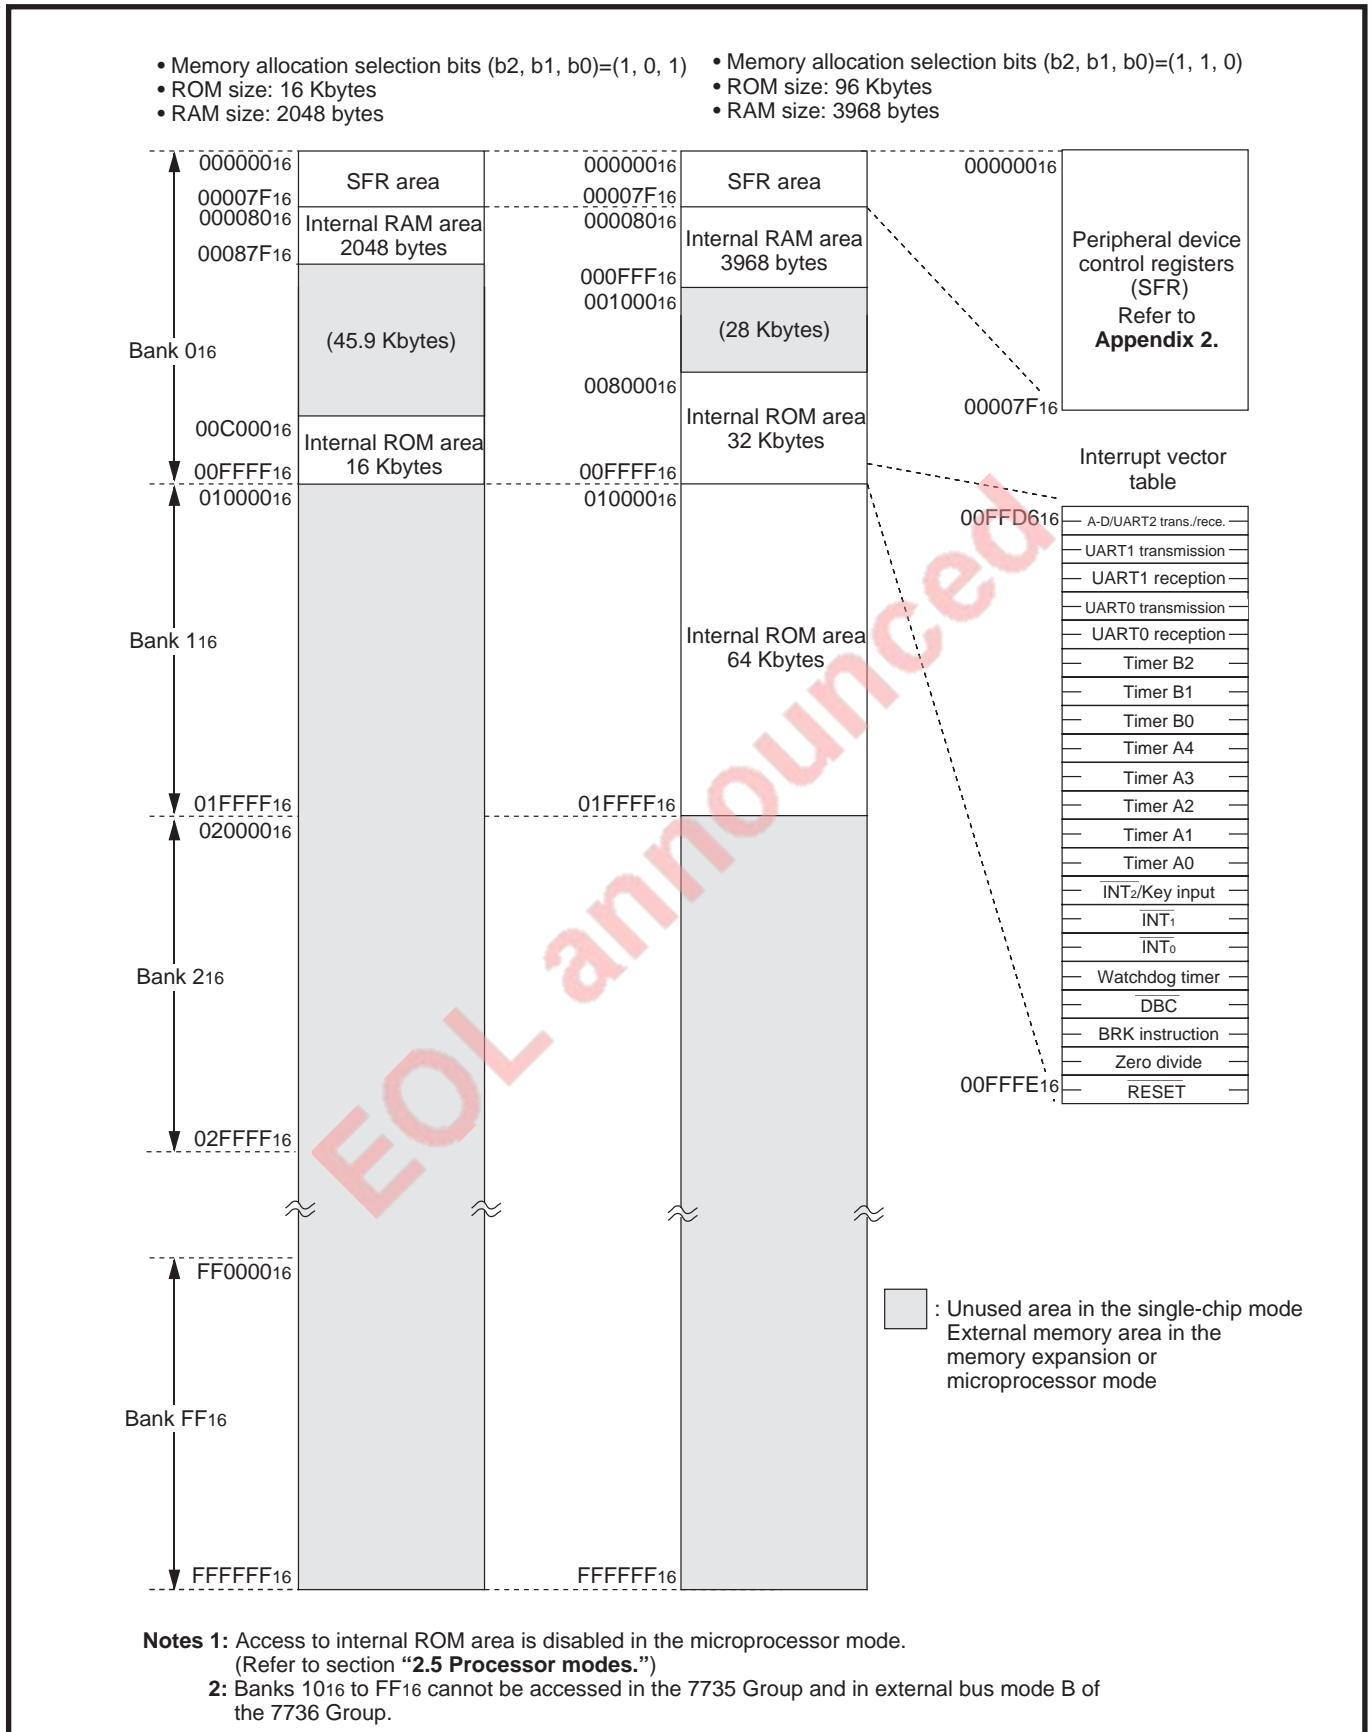 • Memory allocation selection bits (b2, b1, b0)=(1, 0, 1)
• ROM size: 16 Kbytes
• RAM size: 2048 bytes
• Memory allocation selection bits (b2, b1, b0)=(1, 1, 0)
• ROM size: 96 Kbytes
• RAM size: 3968 bytes
Bank 016
Bank 116
Bank 216
Bank FF16
00000016
00007F16
00008016
00087F16
00C00016
00FFFF16
01000016
01FFFF16
02000016
02FFFF16
FF000016
FFFFFF16
SFR area
Internal RAM area
2048 bytes
(45.9 Kbytes)
Internal ROM area
16 Kbytes
00000016
00007F16
00008016
000FFF16
00100016
00800016
00FFFF16
01000016
01FFFF16
FFFFFF16
SFR area
Internal RAM area
3968 bytes
(28 Kbytes)
Internal ROM area
32 Kbytes
Internal ROM area
64 Kbytes
00000016
00007F16
Peripheral device
control registers
(SFR)
Refer to
Appendix 2.
Interrupt vector
table
00FFD616
A-D/UART2 trans./rece.
UART1 transmission
UART1 reception
UART0 transmission
UART0 reception
Timer B2
Timer B1
Timer B0
Timer A4
Timer A3
Timer A2
Timer A1
Timer A0
INT2/Key input
INT1
INT0
Watchdog timer
DBC
BRK instruction
Zero divide
00FFFE16
RESET
EOL announced
: Unused area in the single-chip mode
External memory area in the
memory expansion or
microprocessor mode
Notes 1: Access to internal ROM area is disabled in the microprocessor mode.
(Refer to section “2.5 Processor modes.”)
2: Banks 1016 to FF16 cannot be accessed in the 7735 Group and in external bus mode B of
the 7736 Group.